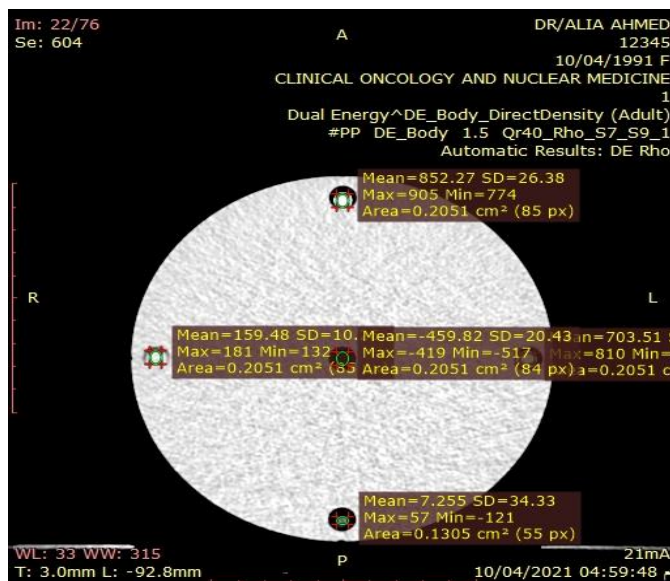 Im: 22/76
Se: 604
A
DR/ALIA AHMED
12345
10/04/1991 F
CLINICAL ONCOLOGY AND NUCLEAR MEDICINE
1
Dual Energy^DE_Body_DirectDensity (Adult)
#PP DE_Body 1.5 Qr40_Rho_S7_S9_1
Automatic Results: DE Rho
Mean=852.27 SD=26.38
Max=905 Min=774
Area=0.2051 cm² (85 px)
R
L
Mean=159.48 SD=10.
Max=181 Min=132
Area=0.2051 cm² (85
Mean=-459.82 SD=20.43
Max=-419 Min=-517
Area=0.2051 cm² (84 px)
an=703.51 S
Max=810 Min=
a=0.2051 c
Mean=7.255 SD=34.33
Max=57 Min=-121
Area=0.1305 cm² (55 px)
WL: 33 WW: 315
T: 3.0mm L: -92.8mm
P
21mA
10/04/2021 04:59:48